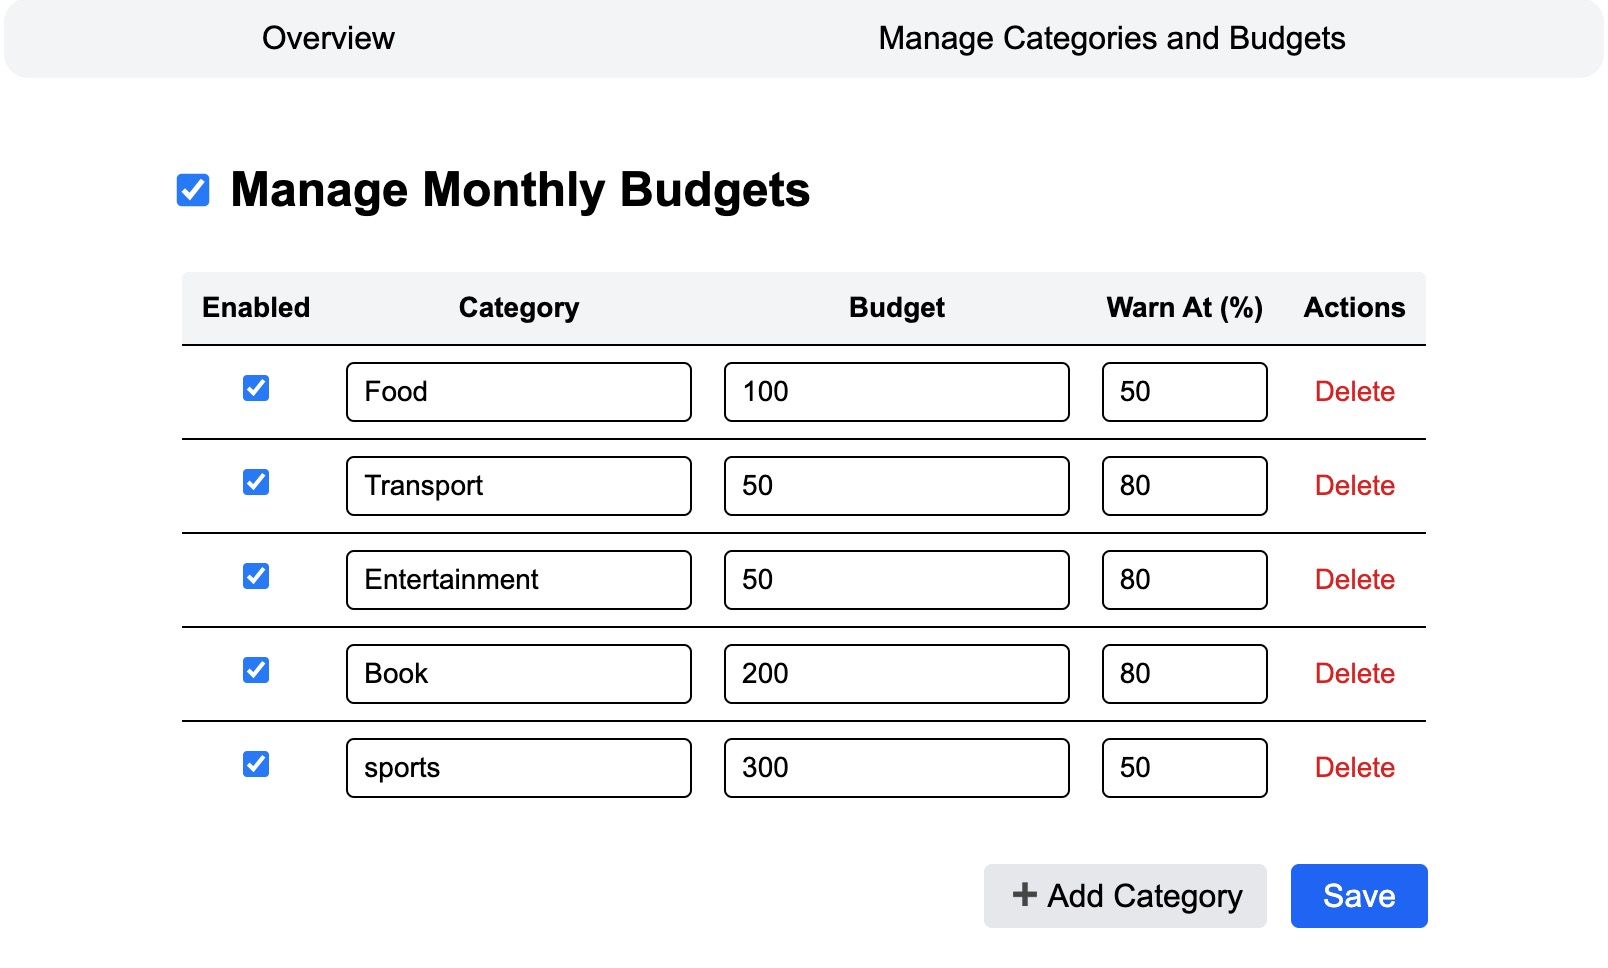 Overview Manage Categories and Budgets
Manage Monthly Budgets
Enabled Category Budget Warn At (%) Actions
Food 100 50 Delete
Transport 50 80 Delete
Entertainment 50 80 Delete
Book 200 80 Delete
sports 300 50 Delete
+ Add Category Save